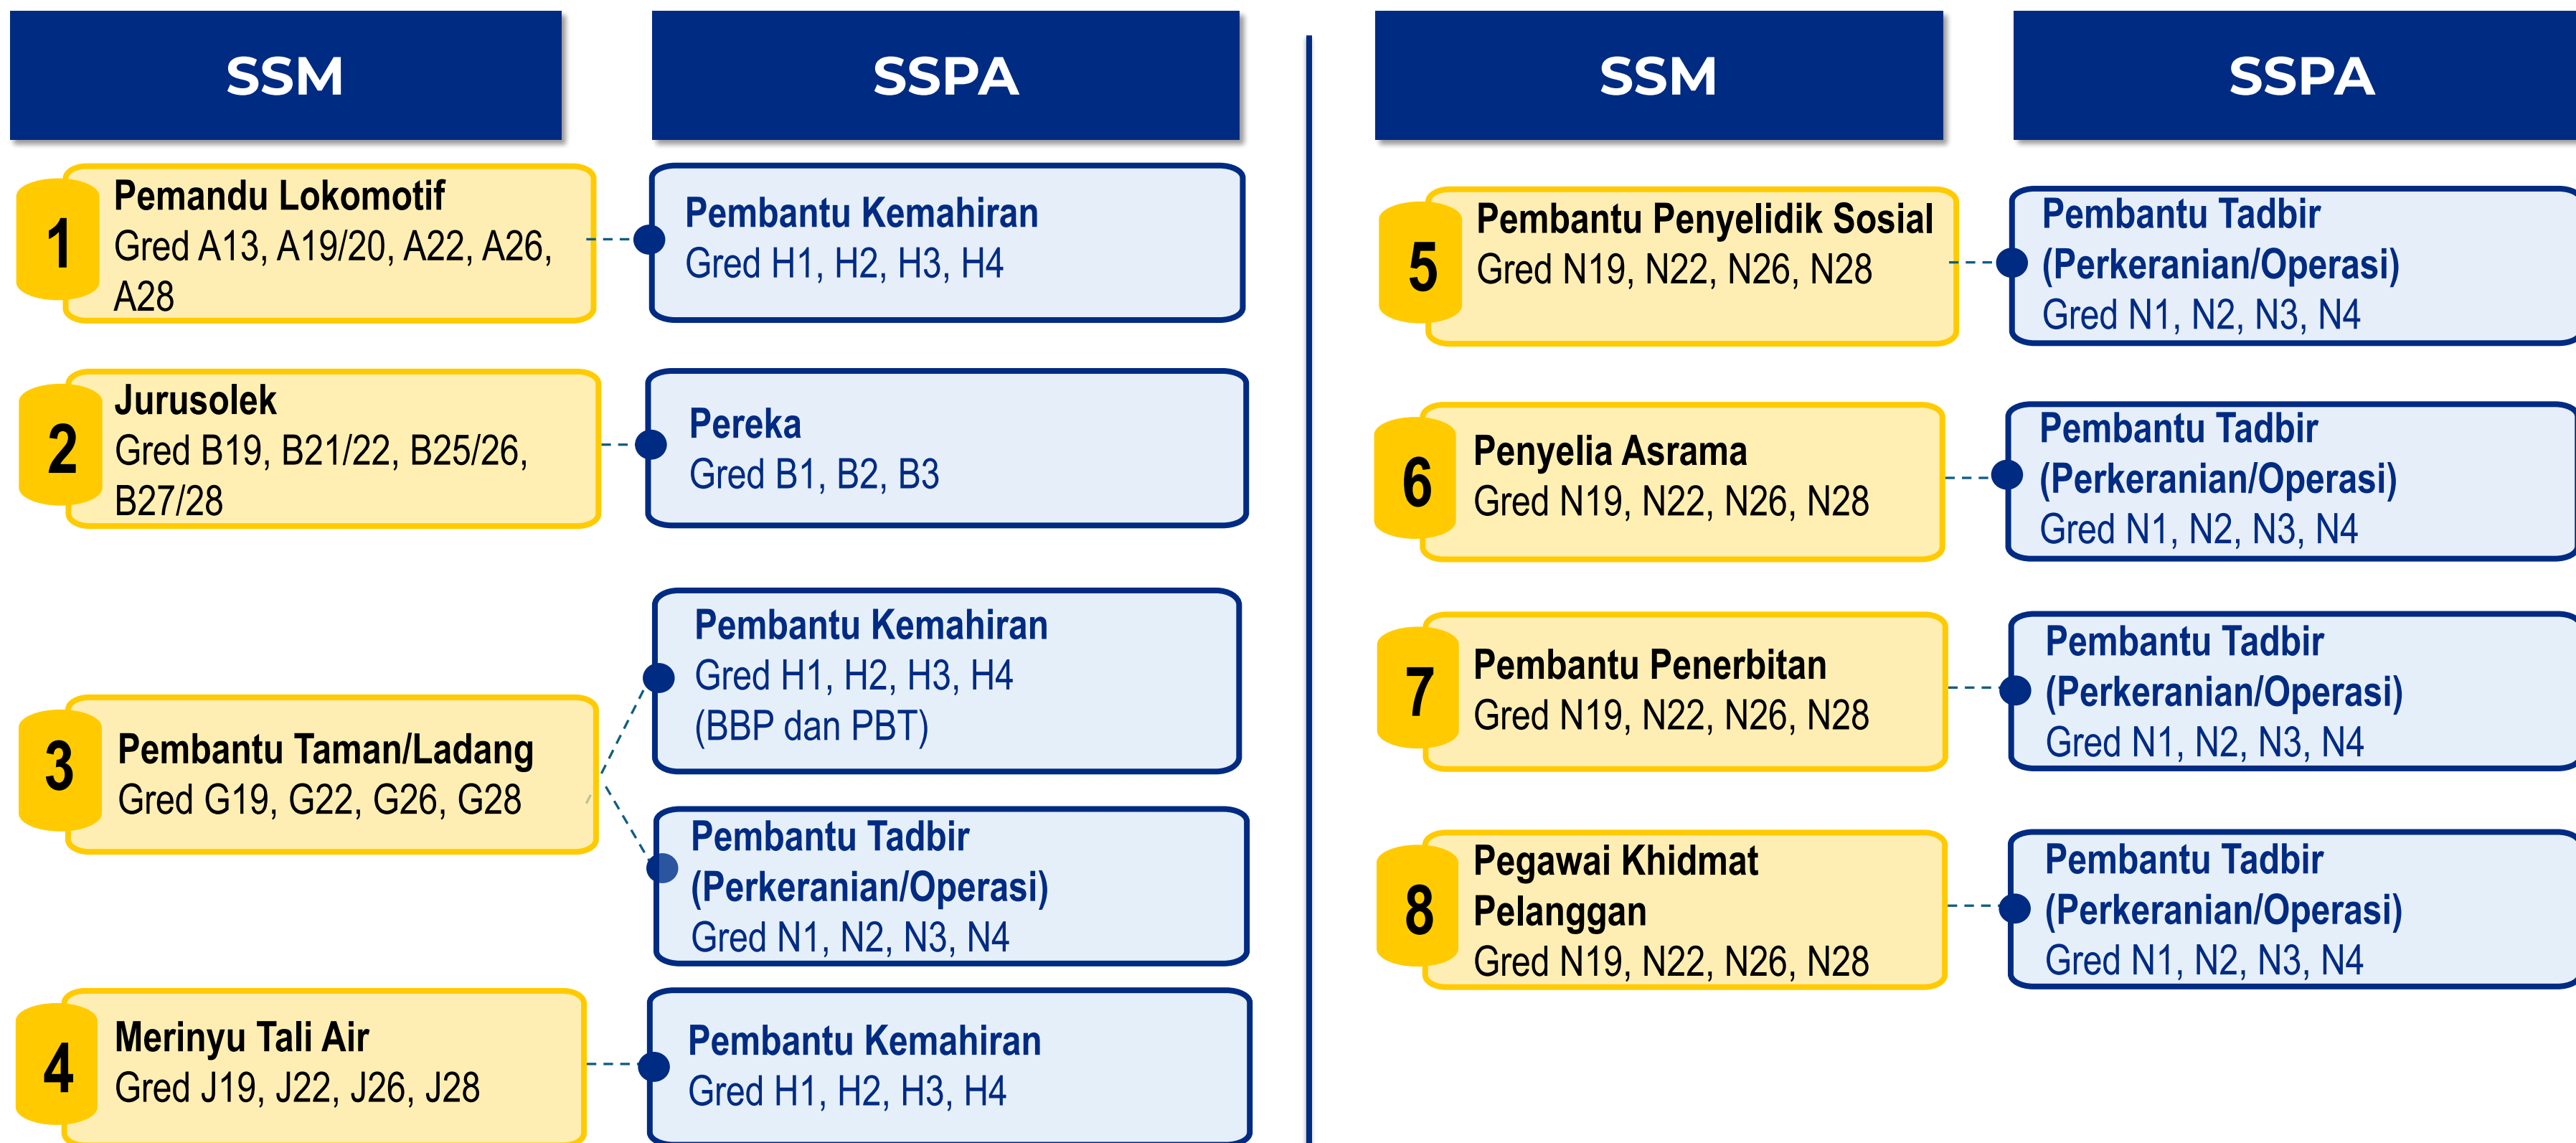 SSM
SSPA
1
Pemandu Lokomotif
Gred A13, A19/20, A22, A26,
A28
Pembantu Kemahiran
Gred H1, H2, H3, H4
2
Jurusolek
Gred B19, B21/22, B25/26,
B27/28
Pereka
Gred B1, B2, B3
3
Pembantu Taman/Ladang
Gred G19, G22, G26, G28
Pembantu Kemahiran
Gred H1, H2, H3, H4
(BBP dan PBT)
Pembantu Tadbir
(Perkeranian/Operasi)
Gred N1, N2, N3, N4
4
Merinyu Tali Air
Gred J19, J22, J26, J28
Pembantu Kemahiran
Gred H1, H2, H3, H4
SSM
SSPA
5
Pembantu Penyelidik Sosial
Gred N19, N22, N26, N28
Pembantu Tadbir
(Perkeranian/Operasi)
Gred N1, N2, N3, N4
6
Penyelia Asrama
Gred N19, N22, N26, N28
Pembantu Tadbir
(Perkeranian/Operasi)
Gred N1, N2, N3, N4
7
Pembantu Penerbitan
Gred N19, N22, N26, N28
Pembantu Tadbir
(Perkeranian/Operasi)
Gred N1, N2, N3, N4
8
Pegawai Khidmat
Pelanggan
Gred N19, N22, N26, N28
Pembantu Tadbir
(Perkeranian/Operasi)
Gred N1, N2, N3, N4